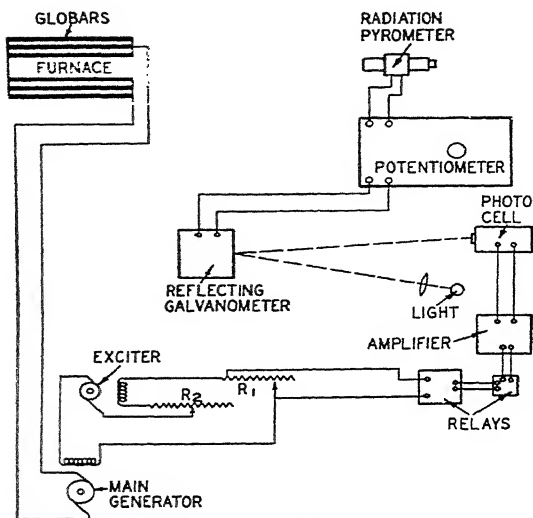 GLOBARS
FURNACE
RADIATION
PYROMETER
POTENTIOMETER
PHOTO
CELL
REFLECTING
GALVANOMETER
LIGHT
AMPLIFIER
EXCITER
R2
R1
RELAYS
MAIN
GENERATOR